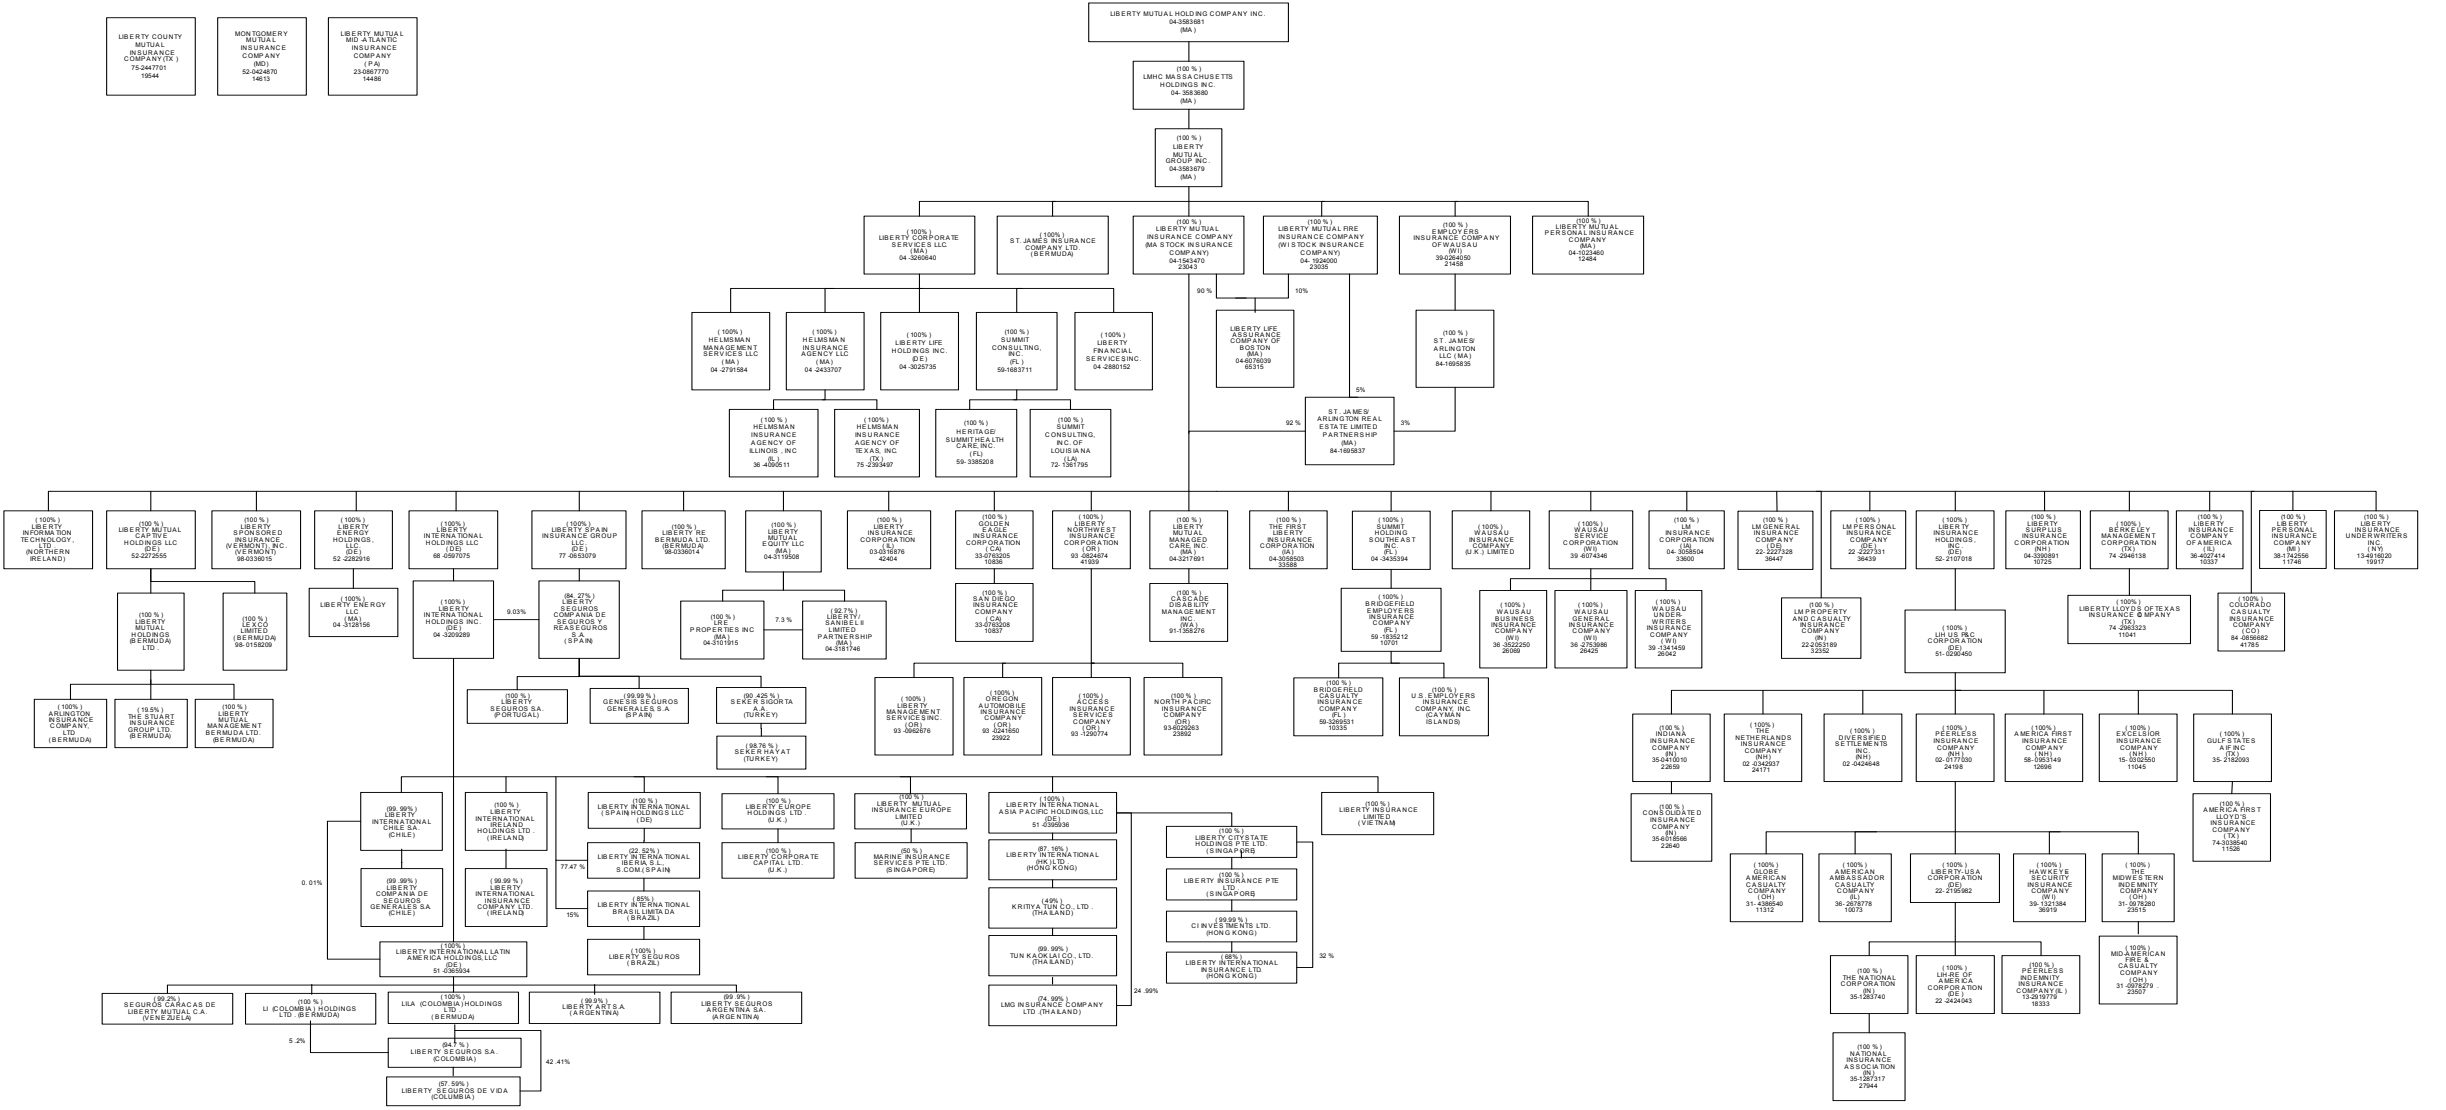 LIBERTY MUTUAL HOLDING COMPANY INC.
04-3583681
(MA)
LIBERTY COUNTY
MUTUAL
INSURANCE
COMPANY (TX)
75-2447701
19544
MONTGOMERY
MUTUAL
INSURANCE
COMPANY
(MD)
52-0424870
14613
LIBERTY MUTUAL
MID-ATLANTIC
INSURANCE
COMPANY
(PA)
23-0867770
14486
(100 %)
LMHC MASSACHUSETTS
HOLDINGS INC.
04-3583680
(MA)
(100 %)
LIBERTY
MUTUAL
GROUP INC.
04-3583679
(MA)
(100%)
LIBERTY CORPORATE
SERVICES LLC
(MA)
04-3260640
(100%)
ST. JAMES INSURANCE
COMPANY LTD.
(BERMUDA)
(100 %)
LIBERTY MUTUAL
INSURANCE COMPANY
(MA STOCK INSURANCE
COMPANY)
04-1543470
23043
(100 %)
LIBERTY MUTUAL FIRE
INSURANCE COMPANY
(WI STOCK INSURANCE
COMPANY)
04-1924000
23035
(100 %)
EMPLOYERS
INSURANCE COMPANY
OF WAUSAU
(WI)
39-0264050
21458
(100 %)
LIBERTY MUTUAL
PERSONAL INSURANCE
COMPANY
(MA)
04-1023460
12484
90 %
10%
(100%)
HELMSMAN
MANAGEMENT
SERVICES LLC
(MA)
04-2791584
(100%)
HELMSMAN
INSURANCE
AGENCY LLC
(MA)
04-2433707
(100%)
LIBERTY LIFE
HOLDINGS INC.
(DE)
04-3025735
(100 %)
SUMMIT
CONSULTING,
INC.
(FL)
59-1683711
(100%)
LIBERTY
FINANCIAL
SERVICES, INC.
04-2880152
LIBERTY LIFE
ASSURANCE
COMPANY OF
BOSTON
(MA)
04-6076039
65315
(100 %)
ST. JAMES/
ARLINGTON
LLC (MA)
84-1695835
5%
(100 %)
HELMSMAN
INSURANCE
AGENCY OF
ILLINOIS, INC
(IL)
36-4090511
(100%)
HELMSMAN
INSURANCE
AGENCY OF
TEXAS, INC.
(TX)
75-2393497
(100 %)
HERITAGE/
SUMMIT HEALTH
CARE, INC.
(FL)
59-3385208
(100 %)
SUMMIT
CONSULTING,
INC. OF
LOUISIANA
(LA)
72-1361795
92 %
ST. JAMES/
ARLINGTON REAL
ESTATE LIMITED
PARTNERSHIP
(MA)
84-1695837
3%
(100%)
LIBERTY
INFORMATION
TECHNOLOGY,
LTD.
(NORTHERN
IRELAND)
(100 %)
LIBERTY MUTUAL
CAPTIVE
HOLDINGS LLC
(DE)
52-2272555
(100 %)
LIBERTY
SPONSORED
INSURANCE
(VERMONT), INC.
(VERMONT)
98-0336015
(100%)
LIBERTY
ENERGY
HOLDINGS,
LLC.
(DE)
52-2282916
(100%)
LIBERTY
INTERNATIONAL
HOLDINGS LLC
(DE)
68-0597075
(100%)
LIBERTY SPAIN
INSURANCE GROUP
LLC.
(DE)
77-0653079
(100%)
LIBERTY RE
BERMUDA LTD.
(BERMUDA)
98-0336014
(100 %)
LIBERTY
MUTUAL
EQUITY LLC
(MA)
04-3119508
(100%)
LIBERTY
INSURANCE
CORPORATION
(IL)
03-0316876
42404
(100%)
GOLDEN
EAGLE
INSURANCE
CORPORATION
(CA)
33-0763205
10836
(100%)
LIBERTY
NORTHWEST
INSURANCE
CORPORATION
(OR)
93-0824674
41939
(100%)
LIBERTY
MUTUAL
MANAGED
CARE, INC.
(MA)
04-3217691
(100 %)
THE FIRST
LIBERTY
INSURANCE
CORPORATION
(IA)
04-3058503
33588
(100%)
SUMMIT
HOLDING
SOUTHEAST
INC.
(FL)
04-3435394
(100%)
WAUSAU
INSURANCE
COMPANY
(U.K.) LIMITED
(100 %)
WAUSAU
SERVICE
CORPORATION
(WI)
39-6074346
(100%)
LM
INSURANCE
CORPORATION
(IA)
04-3058504
33600
(100%)
LM GENERAL
INSURANCE
COMPANY
(DE)
22-2227328
36447
(100%)
LM PERSONAL
INSURANCE
COMPANY
(DE)
22-2227331
36439
(100%)
LIBERTY
INSURANCE
HOLDINGS,
INC.
(DE)
52-2107018
(100 %)
LIBERTY
SURPLUS
INSURANCE
CORPORATION
(NH)
04-3390891
10725
(100%)
BERKELEY
MANAGEMENT
CORPORATION
(TX)
74-2946138
(100%)
LIBERTY
INSURANCE
COMPANY
OF AMERICA
(IL)
36-4027414
10337
(100 %)
LIBERTY
PERSONAL
INSURANCE
COMPANY
(MI)
38-1742556
11746
(100%)
LIBERTY
INSURANCE
UNDERWRITERS
INC.
(NY)
13-4916020
19917
(100 %)
LIBERTY
MUTUAL
HOLDINGS
(BERMUDA)
LTD.
(100 %)
LEXCO
LIMITED
(BERMUDA)
98-0158209
(100%)
LIBERTY ENERGY
LLC
(MA)
04-3128156
(100%)
LIBERTY
INTERNATIONAL
HOLDINGS INC.
(DE)
04-3209289
9.03%
(84.27%)
LIBERTY
SEGUROS
COMPANIA DE
SEGUROS Y
REASEGUROS
S.A.
(SPAIN)
(100 %)
LRE
PROPERTIES INC
(MA)
04-3101915
7.3 %
(92.7%)
LIBERTY/
SANIBEL II
LIMITED
PARTNERSHIP
(MA)
04-3181746
(100 %)
SAN DIEGO
INSURANCE
COMPANY
(CA)
33-0763208
10837
(100 %)
CASCADE
DISABILITY
MANAGEMENT
INC.
(WA)
91-1358276
(100%)
BRIDGEFIELD
EMPLOYERS
INSURANCE
COMPANY
(FL)
59-1835212
10701
(100%)
WAUSAU
BUSINESS
INSURANCE
COMPANY
(WI)
36-3522250
26069
(100%)
WAUSAU
GENERAL
INSURANCE
COMPANY
(WI)
36-2753986
26425
(100%)
WAUSAU
UNDER-
WRITERS
INSURANCE
COMPANY
(WI)
39-1341459
26042
(100 %)
LM PROPERTY
AND CASUALTY
INSURANCE
COMPANY
(IN)
22-2053189
32352
(100%)
LIH US P&C
CORPORATION
(DE)
51-0290450
(100%)
LIBERTY LLOYDS OF TEXAS
INSURANCE COMPANY
(TX)
74-2963323
11041
(100%)
COLORADO
CASUALTY
INSURANCE
COMPANY
(CO)
84-0856682
41785
(100%)
ARLINGTON
INSURANCE
COMPANY,
LTD
(BERMUDA)
(19.5%)
THE STUART
INSURANCE
GROUP LTD.
(BERMUDA)
(100 %)
LIBERTY
MUTUAL
MANAGEMENT
BERMUDA LTD.
(BERMUDA)
(100 %)
LIBERTY
SEGUROS S.A.
(PORTUGAL)
(99.99 %)
GENESIS SEGUROS
GENERALES, S.A.
(SPAIN)
(90.425 %)
SEKER SIGORTA
A.A.
(TURKEY)
(98.76 %)
SEKER HAYAT
(TURKEY)
(100%)
LIBERTY
MANAGEMENT
SERVICES INC.
(OR)
93-0962676
(100%)
OREGON
AUTOMOBILE
INSURANCE
COMPANY
(OR)
93-0241650
23922
(100%)
ACCESS
INSURANCE
SERVICES
COMPANY
(OR)
93-1290774
(100 %)
NORTH PACIFIC
INSURANCE
COMPANY
(OR)
93-6029263
23892
(100 %)
BRIDGEFIELD
CASUALTY
INSURANCE
COMPANY
(FL)
59-3269531
10335
(100 %)
U.S. EMPLOYERS
INSURANCE
COMPANY, INC.
(CAYMAN
ISLANDS)
(100 %)
INDIANA
INSURANCE
COMPANY
(IN)
35-0410010
22659
(100%)
THE
NETHERLANDS
INSURANCE
COMPANY
(NH)
02-0342937
24171
(100%)
DIVERSIFIED
SETTLEMENTS
INC.
(NH)
02-0424648
(100%)
PEERLESS
INSURANCE
COMPANY
(NH)
02-0177030
24198
(100%)
AMERICA FIRST
INSURANCE
COMPANY
(NH)
58-0953149
12696
(100 %)
EXCELSIOR
INSURANCE
COMPANY
(NH)
15-0302550
11045
(100%)
GULF STATES
AIF INC
(TX)
35-2182093
(99.99%)
LIBERTY
INTERNATIONAL
CHILE SA.
(CHILE)
(100 %)
LIBERTY
INTERNATIONAL
IRELAND
HOLDINGS LTD.
(IRELAND)
(100 %)
LIBERTY INTERNATIONAL
(SPAIN) HOLDINGS LLC
(DE)
(100 %)
LIBERTY EUROPE
HOLDINGS LTD.
(U.K.)
(100 %)
LIBERTY MUTUAL
INSURANCE EUROPE
LIMITED
(U.K.)
(100%)
LIBERTY INTERNATIONAL
ASIA PACIFIC HOLDINGS, LLC
(DE)
51-0395936
(100 %)
LIBERTY CITYSTATE
HOLDINGS PTE LTD.
(SINGAPORE)
(100 %)
LIBERTY INSURANCE
LIMITED
(VIETNAM)
(100%)
CONSOLIDATED
INSURANCE
COMPANY
(IN)
35-6018566
22640
(100 %)
AMERICA FIRST
LLOYD'S
INSURANCE
COMPANY
(TX)
74-3038540
11526
0.01%
(99.99%)
LIBERTY
COMPANIA DE
SEGUROS
GENERALES SA.
(CHILE)
(99.99 %)
LIBERTY
INTERNATIONAL
INSURANCE
COMPANY LTD.
(IRELAND)
77.47 %
(22.52%)
LIBERTY INTERNATIONAL
IBERIA S.L.,
S.COM. (SPAIN)
(100 %)
LIBERTY CORPORATE
CAPITAL LTD.
(U.K.)
(50 %)
MARINE INSURANCE
SERVICES PTE LTD.
(SINGAPORE)
(87.16%)
LIBERTY INTERNATIONAL
(HK) LTD.
(HONG KONG)
(100 %)
LIBERTY INSURANCE PTE
LTD.
(SINGAPORE)
15%
(85%)
LIBERTY INTERNATIONAL
BRASIL LIMITADA
(BRAZIL)
(49%)
KRITIYA TUN CO., LTD.
(THAILAND)
(99.99 %)
CI INVESTMENTS LTD.
(HONG KONG)
(100%)
LIBERTY SEGUROS
(BRAZIL)
(99.99%)
TUN KAOKLAI CO., LTD.
(THAILAND)
(68%)
LIBERTY INTERNATIONAL
INSURANCE LTD.
(HONG KONG)
32 %
(100%)
GLOBE
AMERICAN
CASUALTY
COMPANY
(OH)
31-4386540
11312
(100%)
AMERICAN
AMBASSADOR
CASUALTY
COMPANY
(IL)
36-2678778
10073
(100%)
LIBERTY-USA
CORPORATION
(DE)
22-2195982
(100 %)
HAWKEYE
SECURITY
INSURANCE
COMPANY
(WI)
39-1321384
36919
(100%)
THE
MIDWESTERN
INDEMNITY
COMPANY
(OH)
31-0978280
23515
(100%)
LIBERTY INTERNATIONAL LATIN
AMERICA HOLDINGS, LLC
(DE)
51-0365934
(99.2%)
SEGUROS CARACAS DE
LIBERTY MUTUAL C.A.
(VENEZUELA)
(100 %)
LI (COLOMBIA) HOLDINGS
LTD. (BERMUDA)
(100%)
LILA (COLOMBIA) HOLDINGS
LTD.
(BERMUDA)
(99.9%)
LIBERTY ART S.A.
(ARGENTINA)
(99.9%)
LIBERTY SEGUROS
ARGENTINA SA.
(ARGENTINA)
(74.99%)
LMG INSURANCE COMPANY
LTD. (THAILAND)
24.99%
(100 %)
THE NATIONAL
CORPORATION
(IN)
35-1283740
(100%)
LIH-RE OF
AMERICA
CORPORATION
(DE)
22-2424043
(100 %)
PEERLESS
INDEMNITY
INSURANCE
COMPANY (IL)
13-2919779
18333
(100%)
MID-AMERICAN
FIRE &
CASUALTY
COMPANY
(OH)
31-0978279 .
23507
5.2%
(94.7 %)
LIBERTY SEGUROS S.A.
(COLOMBIA)
42.41%
(57.59%)
LIBERTY SEGUROS DE VIDA
(COLUMBIA)
(100 %)
NATIONAL
INSURANCE
ASSOCIATION
(IN)
35-1287317
27944